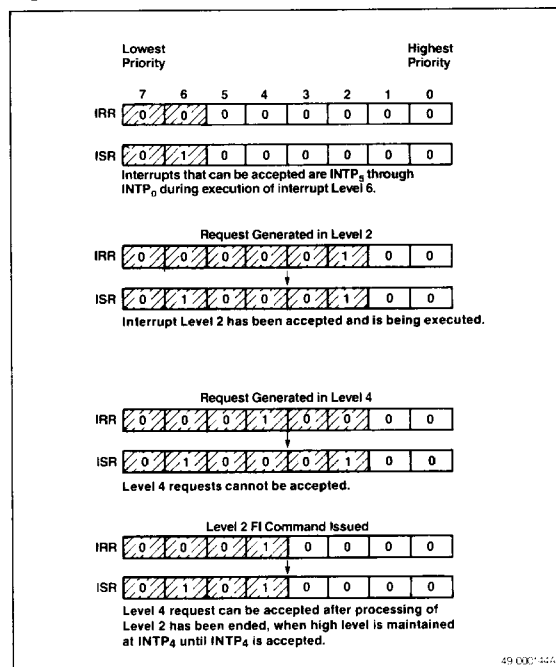 Lowest Priority
Highest Priority
7 6 5 4 3 2 1 0
IRR 0 0 0 0 0 0 0 0
ISR 0 1 0 0 0 0 0 0
Interrupts that can be accepted are INTP5 through
INTP0 during execution of interrupt Level 6.
Request Generated in Level 2
IRR 0 0 0 0 0 1 0 0
ISR 0 1 0 0 0 1 0 0
Interrupt Level 2 has been accepted and is being executed.
Request Generated in Level 4
IRR 0 0 0 1 0 0 0 0
ISR 0 1 0 0 0 1 0 0
Level 4 requests cannot be accepted.
Level 2 FI Command Issued
IRR 0 0 0 1 0 0 0 0
ISR 0 1 0 1 0 0 0 0
Level 4 request can be accepted after processing of
Level 2 has been ended, when high level is maintained
at INTP4 until INTP4 is accepted.